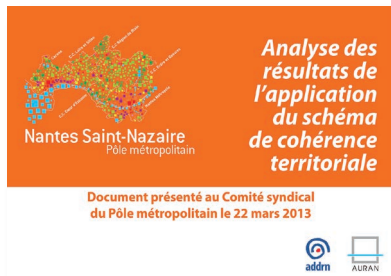 Analyse des
résultats de
l'application
du schéma
de cohérence
territoriale
Nantes Saint-Nazaire
Pôle métropolitain
Document présenté au Comité syndical
du Pôle métropolitain le 22 mars 2013
addrn
AURAN